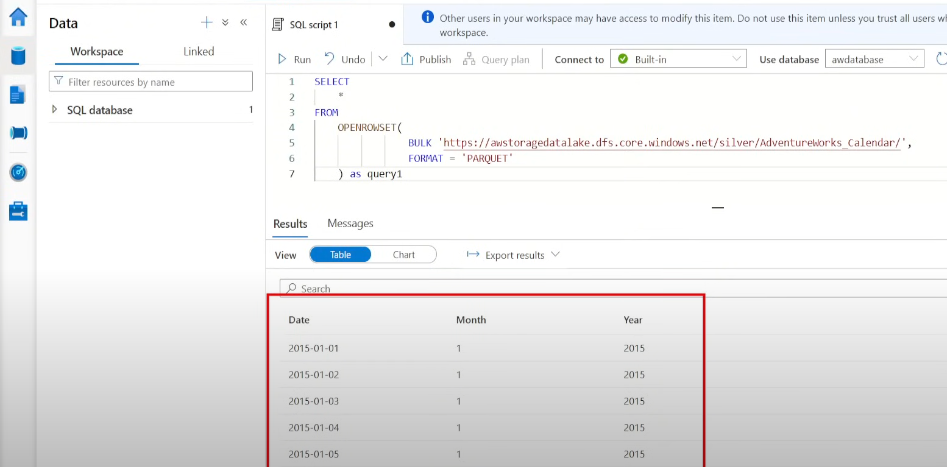 Data
Workspace
Linked
Filter resources by name
SQL database
1
SQL script 1
Other users in your workspace may have access to modify this item. Do not use this item unless you trust all users
workspace.
Run
Undo
Publish
Query plan
Connect to
Built-in
Use database
awdatabase
1 SELECT
2 *
3 FROM
4 OPENROWSET(
5 BULK 'https://awstoragedatalake.dfs.core.windows.net/silver/AdventureWorks_Calendar/',
6 FORMAT = 'PARQUET'
7 ) as query1
Results
Messages
View
Table
Chart
Export results
Search
Date Month Year
2015-01-01 1 2015
2015-01-02 1 2015
2015-01-03 1 2015
2015-01-04 1 2015
2015-01-05 1 2015